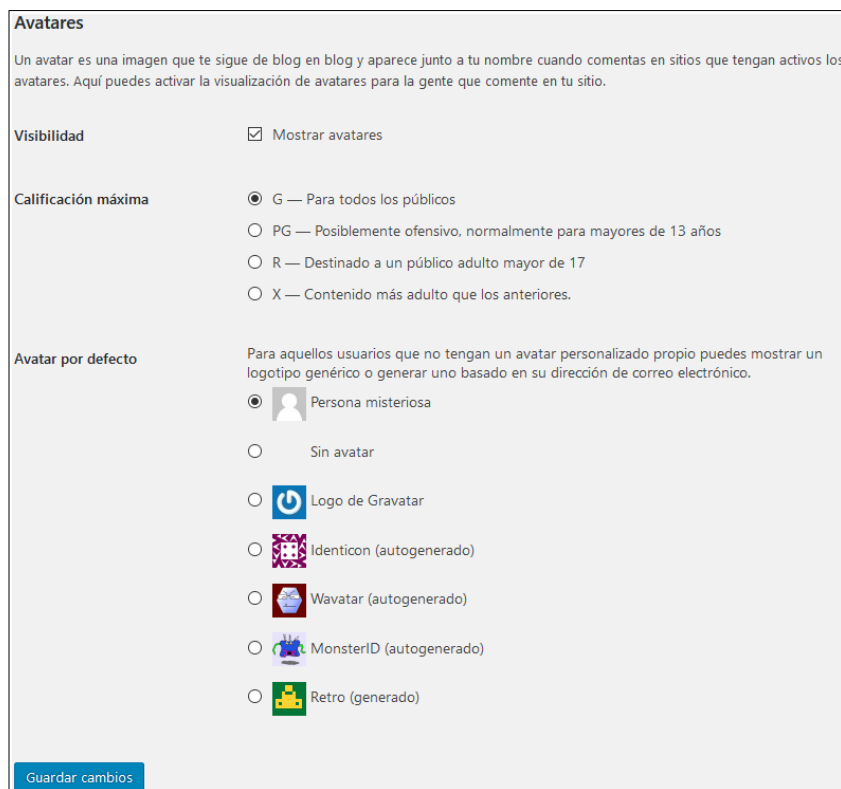 Avatares
Un avatar es una imagen que te sigue de blog en blog y aparece junto a tu nombre cuando comentas en sitios que tengan activos los
avatares. Aquí puedes activar la visualización de avatares para la gente que comente en tu sitio.
Visibilidad
Mostrar avatares
Calificación máxima
G — Para todos los públicos
PG — Posiblemente ofensivo, normalmente para mayores de 13 años
R — Destinado a un público adulto mayor de 17
X — Contenido más adulto que los anteriores.
Avatar por defecto
Para aquellos usuarios que no tengan un avatar personalizado propio puedes mostrar un
logotipo genérico o generar uno basado en su dirección de correo electrónico.
Persona misteriosa
Sin avatar
Logo de Gravatar
Identicon (autogenerado)
Wavatar (autogenerado)
MonsterID (autogenerado)
Retro (generado)
Guardar cambios